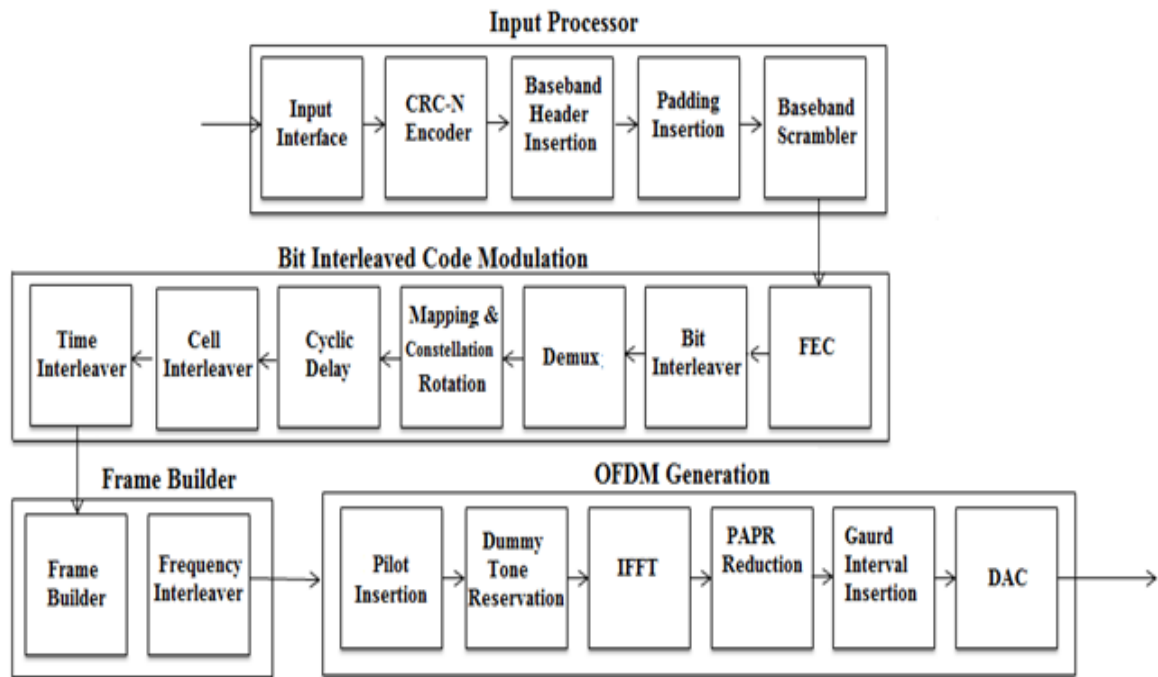 Input Processor
Input
Interface
CRC-N
Encoder
Baseband
Header
Insertion
Padding
Insertion
Baseband
Scrambler
Bit Interleaved Code Modulation
Time
Interleaver
Cell
Interleaver
Cyclic
Delay
Mapping &
Constellation
Rotation
Demux
Bit
Interleaver
FEC
Frame Builder
Frame
Builder
Frequency
Interleaver
OFDM Generation
Pilot
Insertion
Dummy
Tone
Reservation
IFFT
PAPR
Reduction
Gaurd
Interval
Insertion
DAC